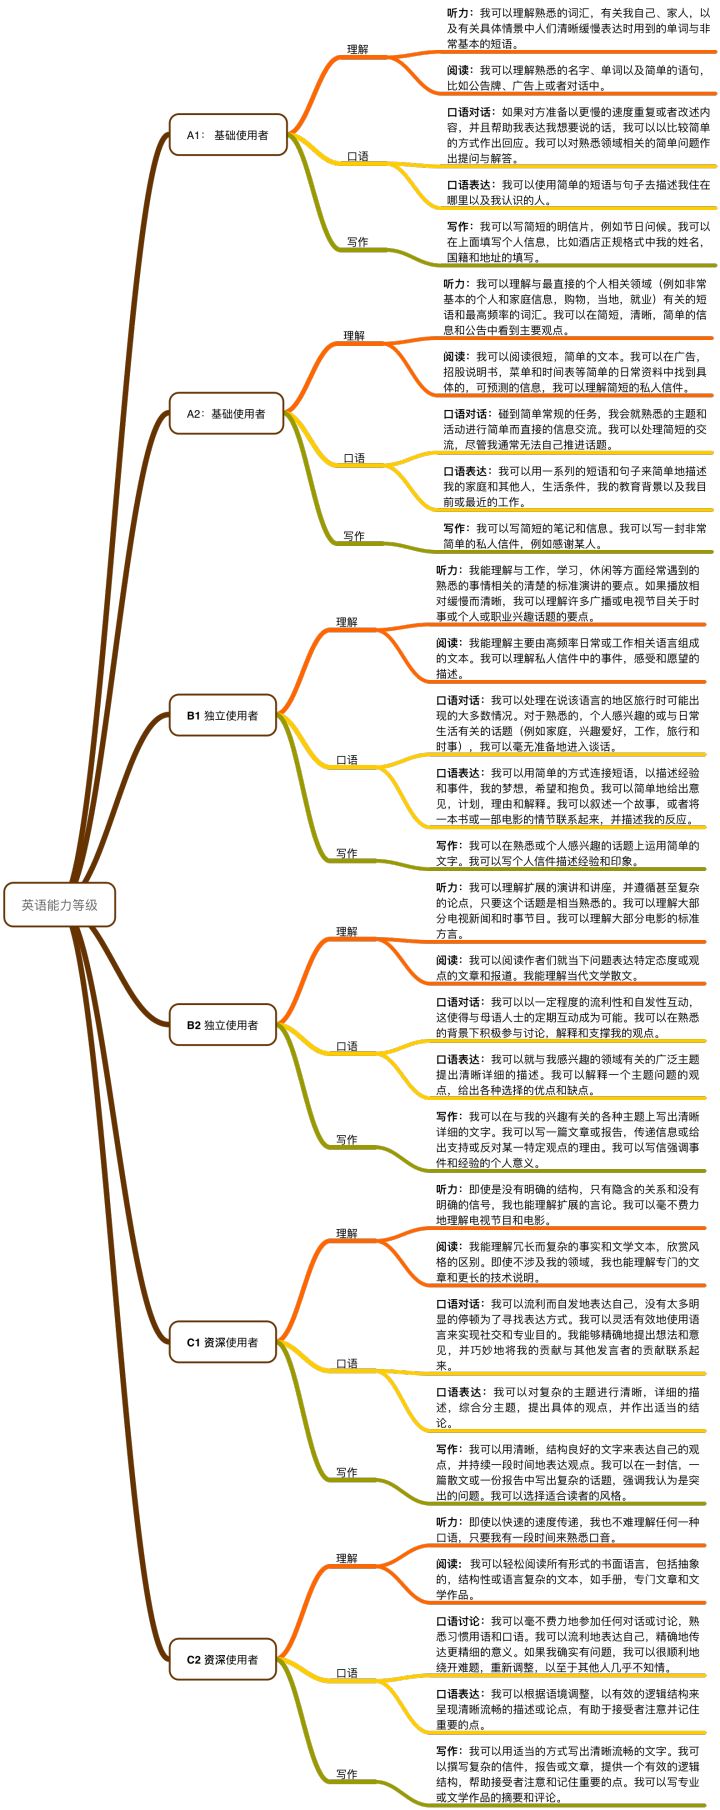 英语能力等级
A1： 基础使用者
理解
听力：我可以理解熟悉的词汇，有关我自己、家人，以
及有关具体情景中人们清晰缓慢表达时用到的单词与非
常基本的短语。
阅读：我可以理解熟悉的名字、单词以及简单的语句，
比如公告牌、广告上或者对话中。
口语
口语对话：如果对方准备以更慢的速度重复或者改述内
容，并且帮助我表达我想要说的话，我可以以比较简单
的方式作出回应。我可以对熟悉领域相关的简单问题作
出提问与解答。
口语表达：我可以使用简单的短语与句子去描述我住在
哪里以及我认识的人。
写作
写作：我可以写简短的明信片，例如节日问候。我可以
在上面填写个人信息，比如酒店正规格式中我的姓名，
国籍和地址的填写。
A2：基础使用者
理解
听力：我可以理解与最直接的个人相关领域（例如非常
基本的个人和家庭信息，购物，当地，就业）有关的短
语和最高频率的词汇。我可以在简短，清晰，简单的信
息和公告中看到主要观点。
阅读：我可以阅读很短，简单的文本。我可以在广告，
招股说明书，菜单和时间表等简单的日常资料中找到具
体的，可预测的信息，我可以理解简短的私人信件。
口语
口语对话：碰到简单常规的任务，我会就熟悉的主题和
活动进行简单而直接的信息交流。我可以处理简短的交
流，尽管我通常无法自己推进话题。
口语表达：我可以用一系列的短语和句子来简单地描述
我的家庭和其他人，生活条件，我的教育背景以及我目
前或最近的工作。
写作
写作：我可以写简短的笔记和信息。我可以写一封非常
简单的私人信件，例如感谢某人。
B1 独立使用者
理解
听力：我能理解与工作，学习，休闲等方面经常遇到的
熟悉的事情相关的清楚的标准演讲的要点。如果播放相
对缓慢而清晰，我可以理解许多广播或电视节目关于时
事或个人或职业兴趣话题的要点。
阅读：我能理解主要由高频率日常或工作相关语言组成
的文本。我可以理解私人信件中的事件，感受和愿望的
描述。
口语
口语对话：我可以处理在说该语言的地区旅行时可能出
现的大多数情况。对于熟悉的，个人感兴趣的或与日常
生活有关的话题（例如家庭，兴趣爱好，工作，旅行和
时事），我可以毫无准备地进入谈话。
口语表达：我可以用简单的方式连接短语，以描述经验
和事件，我的梦想，希望和抱负。我可以简单地给出意
见，计划，理由和解释。我可以叙述一个故事，或者将
一本书或一部电影的情节联系起来，并描述我的反应。
写作
写作：我可以在熟悉或个人感兴趣的话题上运用简单的
文字。我可以写个人信件描述经验和印象。
B2 独立使用者
理解
听力：我可以理解扩展的演讲和讲座，并遵循甚至复杂
的论点，只要这个话题是相当熟悉的。我可以理解大部
分电视新闻和时事节目。我可以理解大部分电影的标准
方言。
阅读：我可以阅读作者们就当下问题表达特定态度或观
点的文章和报道。我能理解当代文学散文。
口语
口语对话：我可以以一定程度的流利性和自发性互动，
这使得与母语人士的定期互动成为可能。我可以在熟悉
的背景下积极参与讨论，解释和支撑我的观点。
口语表达：我可以就与我感兴趣的领域有关的广泛主题
提出清晰详细的描述。我可以解释一个主题问题的观
点，给出各种选择的优点和缺点。
写作
写作：我可以在与我的兴趣有关的各种主题上写出清晰
详细的文字。我可以写一篇文章或报告，传递信息或给
出支持或反对某一特定观点的理由。我可以写信强调事
件和经验的个人意义。
C1 资深使用者
理解
听力：即使是没有明确的结构，只有隐含的关系和没有
明确的信号，我也能理解扩展的言论。我可以毫不费力
地理解电视节目和电影。
阅读：我能理解冗长而复杂的事实和文学文本，欣赏风
格的区别。即使不涉及我的领域，我也能理解专门的文
章和更长的技术说明。
口语
口语对话：我可以流利而自发地表达自己，没有太多明
显的停顿为了寻找表达方式。我可以灵活有效地使用语
言来实现社交和专业目的。我能够精确地提出想法和意
见，并巧妙地将我的贡献与其他发言者的贡献联系起
来。
口语表达：我可以对复杂的主题进行清晰，详细的描
述，综合分主题，提出具体的观点，并作出适当的结
论。
写作
写作：我可以用清晰，结构良好的文字来表达自己的观
点，并持续一段时间地表达观点。我可以在一封信，一
篇散文或一份报告中写出复杂的话题，强调我认为是突
出的问题。我可以选择适合读者的风格。
C2 资深使用者
理解
听力：即使以快速的速度传递，我也不难理解任何一种
口语，只要我有一段时间来熟悉口音。
阅读：我可以轻松阅读所有形式的书面语言，包括抽象
的，结构性或语言复杂的文本，如手册，专门文章和文
学作品。
口语
口语讨论：我可以毫不费力地参加任何对话或讨论，熟
悉习惯用语和口语。我可以流利地表达自己，精确地传
达更精细的意义。如果我确实有问题，我可以很顺利地
绕开难题，重新调整，以至于其他人几乎不知情。
口语表达：我可以根据语境调整，以有效的逻辑结构来
呈现清晰流畅的描述或论点，有助于接受者注意并记住
重要的点。
写作
写作：我可以用适当的方式写出清晰流畅的文字。我可
以撰写复杂的信件，报告或文章，提供一个有效的逻辑
结构，帮助接受者注意和记住重要的点。我可以写专业
或文学作品的摘要和评论。